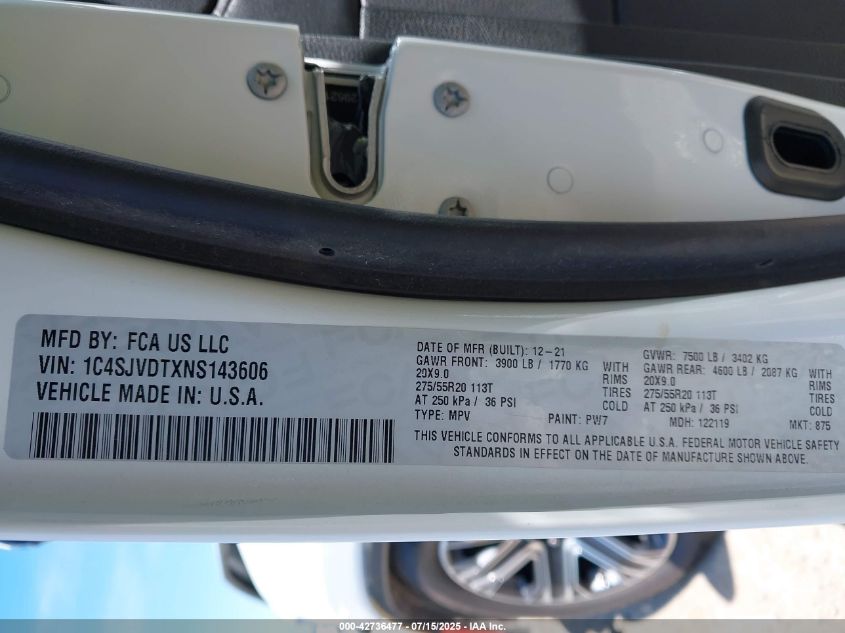 MFD BY: FCA US LLC
VIN: 1C4SJVDTXNS143606
VEHICLE MADE IN: U.S.A.
DATE OF MFR (BUILT): 12-21 GVWR: 7500 LB / 3402 KG
GAWR FRONT: 3900 LB / 1770 KG GAWR REAR: 4600 LB / 2087 KG
20X9.0 RIMS 20X9.0 RIMS
275/55R20 113T TIRES 275/55R20 113T TIRES
AT 250 kPa / 36 PSI COLD AT 250 kPa / 36 PSI COLD
TYPE: MPV PAINT: PW7 MDH: 122119 MKT: 875
THIS VEHICLE CONFORMS TO ALL APPLICABLE U.S.A. FEDERAL MOTOR VEHICLE SAFETY
STANDARDS IN EFFECT ON THE DATE OF MANUFACTURE SHOWN ABOVE.
000-42736477 - 07/15/2025 - IAA Inc.